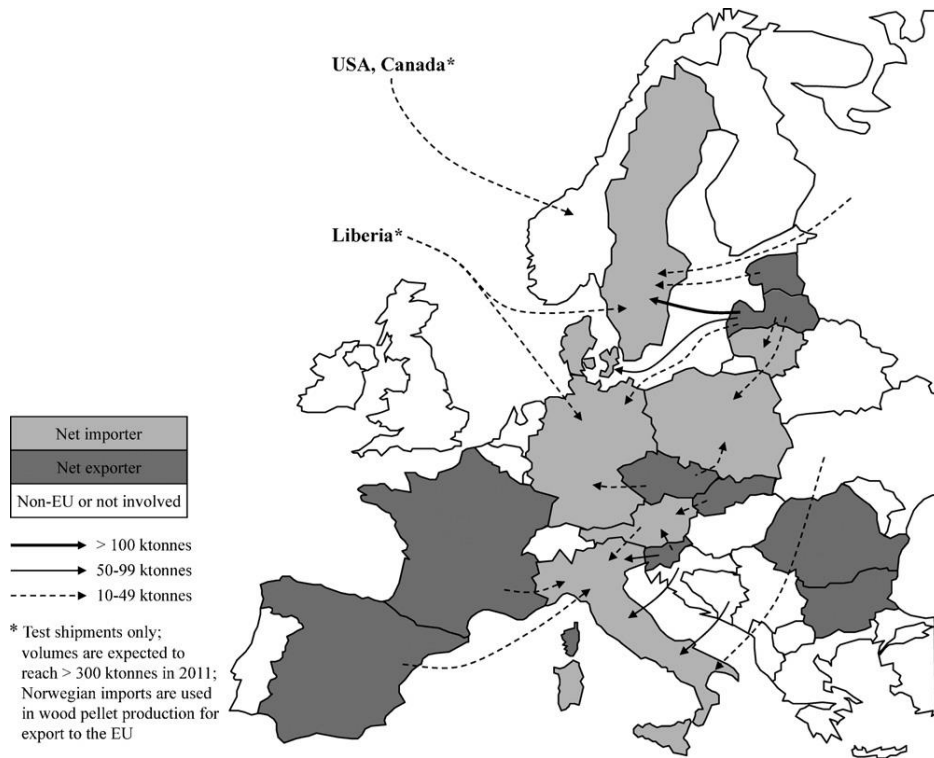 USA, Canada*
Liberia*
Net importer
Net exporter
Non-EU or not involved
> 100 ktonnes
50-99 ktonnes
10-49 ktonnes
* Test shipments only;
volumes are expected to
reach > 300 ktonnes in 2011;
Norwegian imports are used
in wood pellet production for
export to the EU